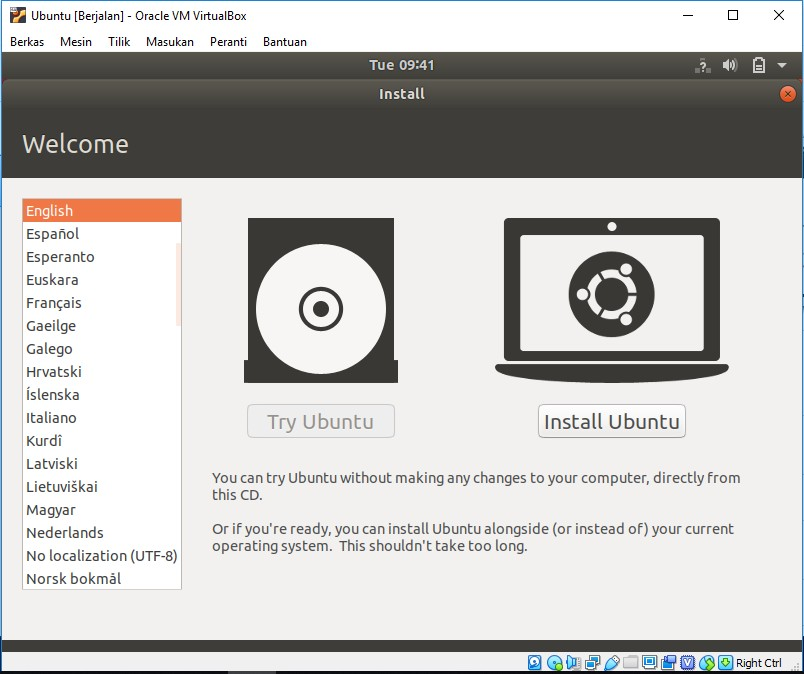 Ubuntu [Berjalan] - Oracle VM VirtualBox
Berkas Mesin Tilik Masukan Peranti Bantuan
Tue 09:41
?
Install
Welcome
English
Español
Esperanto
Euskara
Français
Gaeilge
Galego
Hrvatski
Íslenska
Italiano
Kurdî
Latviski
Lietuviškai
Magyar
Nederlands
No localization (UTF-8)
Norsk bokmål
Try Ubuntu
Install Ubuntu
You can try Ubuntu without making any changes to your computer, directly from
this CD.
Or if you're ready, you can install Ubuntu alongside (or instead of) your current
operating system. This shouldn't take too long.
Right Ctrl